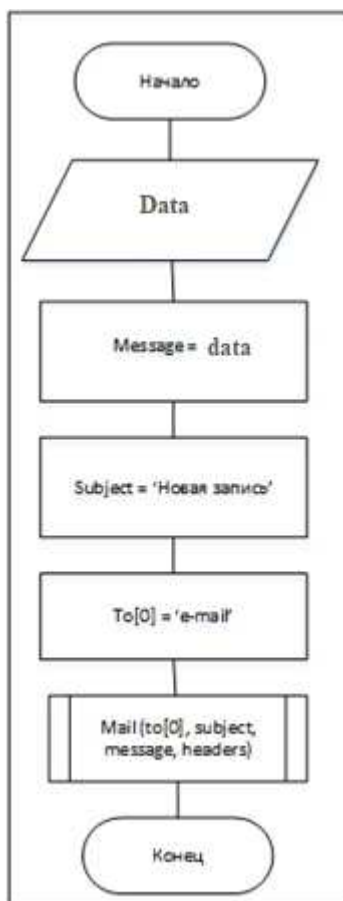 Начало
Data
Message = data
Subject = 'Новая запись'
To[0] = 'e-mail'
Mail (to[0], subject,
message, headers)
Конец